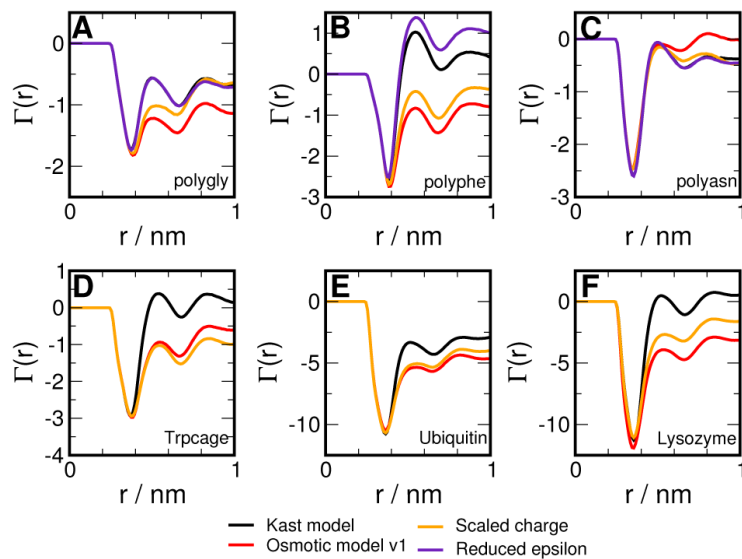 A
0
-1
-2
Γ(r)
polygly
0
1
r / nm
B
1
0
-1
-2
-3
Γ(r)
polyphe
0
1
r / nm
C
0
-1
-2
-3
Γ(r)
polyasn
0
1
r / nm
D
1
0
-1
-2
-3
-4
Γ(r)
Trpcage
0
1
r / nm
E
0
-5
-10
Γ(r)
Ubiquitin
0
1
r / nm
F
0
-5
-10
Γ(r)
Lysozyme
0
1
r / nm
Kast model
Osmotic model v1
Scaled charge
Reduced epsilon